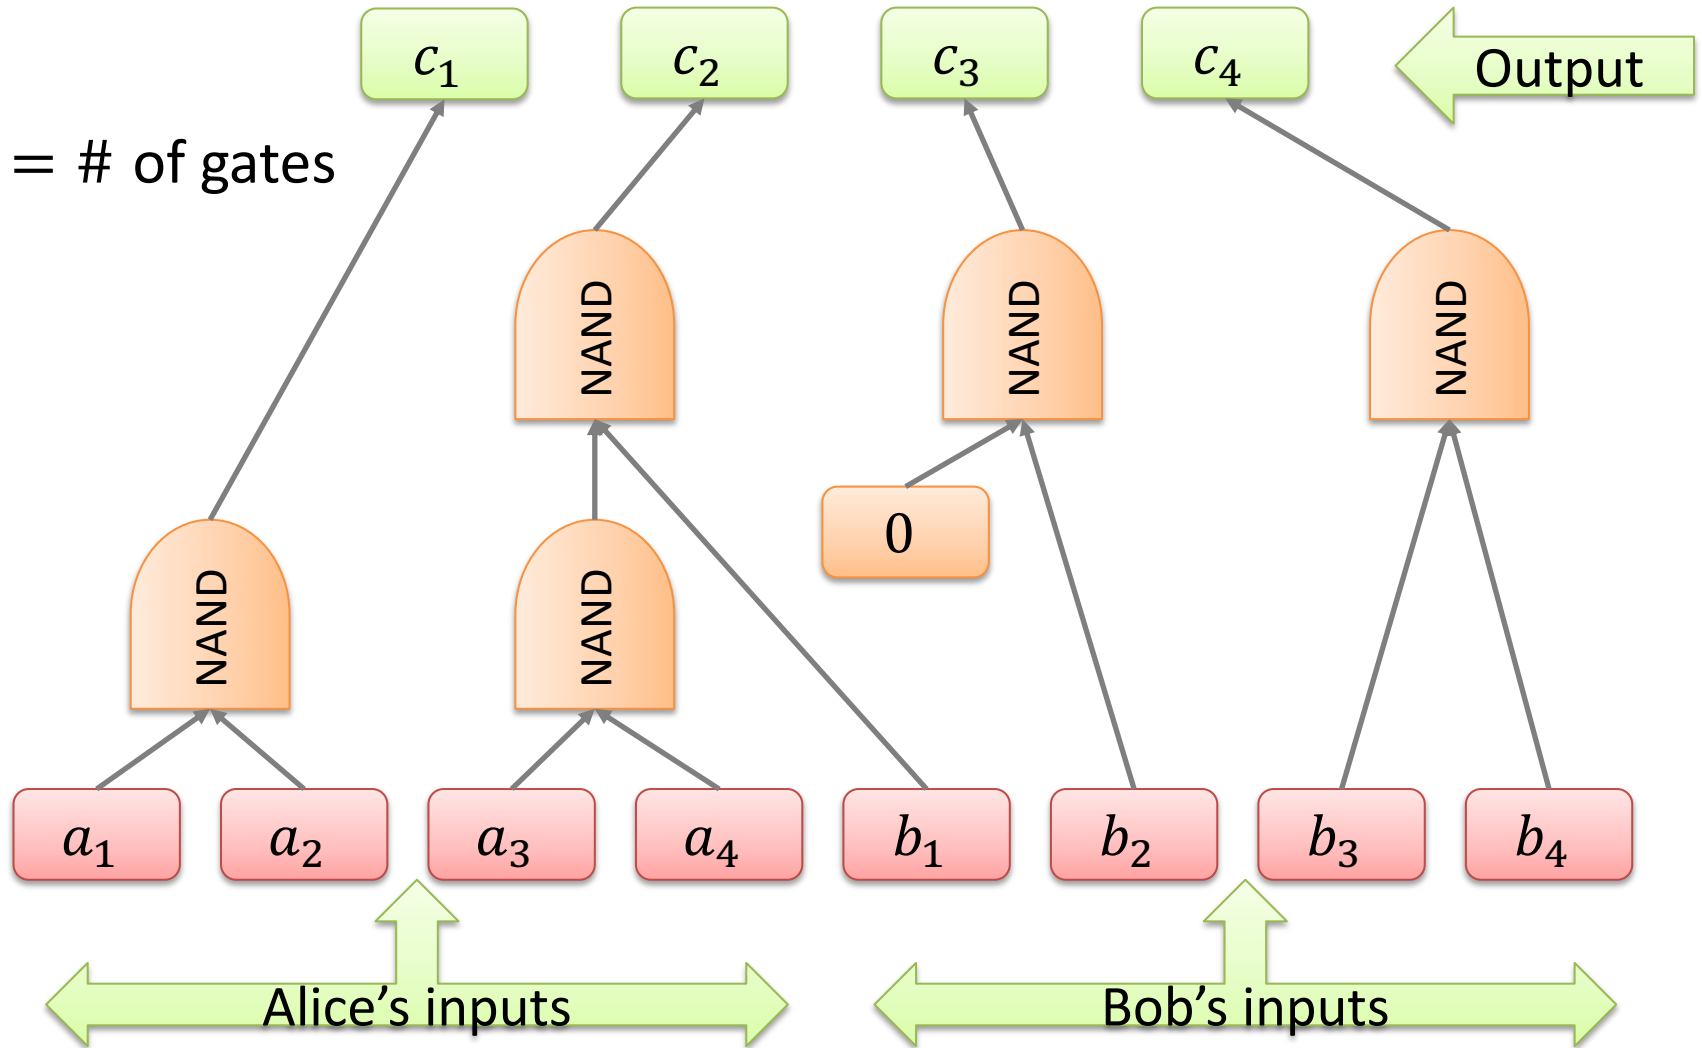 c₁ c₂ c₃ c₄ Output
= # of gates
NAND NAND NAND
0
NAND NAND
a₁ a₂ a₃ a₄ b₁ b₂ b₃ b₄
Alice’s inputs Bob’s inputs